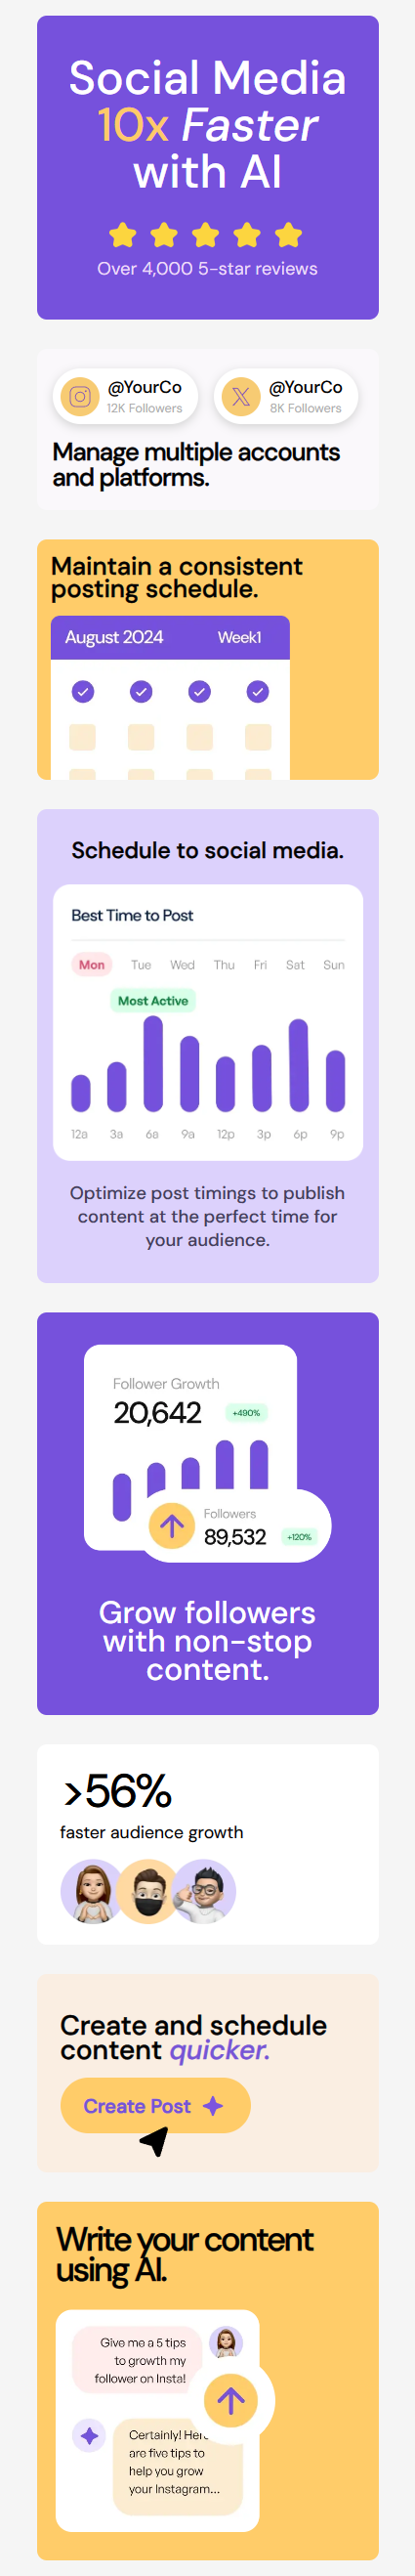 Social Media
10x Faster
with AI
Over 4,000 5-star reviews
@YourCo
12K Followers
@YourCo
8K Followers
Manage multiple accounts
and platforms.
Maintain a consistent
posting schedule.
August 2024 Week1
Schedule to social media.
Best Time to Post
Mon Tue Wed Thu Fri Sat Sun
Most Active
12a 3a 6a 9a 12p 3p 6p 9p
Optimize post timings to publish
content at the perfect time for
your audience.
Follower Growth
20,642 +490%
Followers
89,532 +120%
Grow followers
with non-stop
content.
>56%
faster audience growth
Create and schedule
content quicker.
Create Post
Write your content
using AI.
Give me a 5 tips
to growth my
follower on Insta!
Certainly! Here
are five tips to
help you grow
your Instagram...